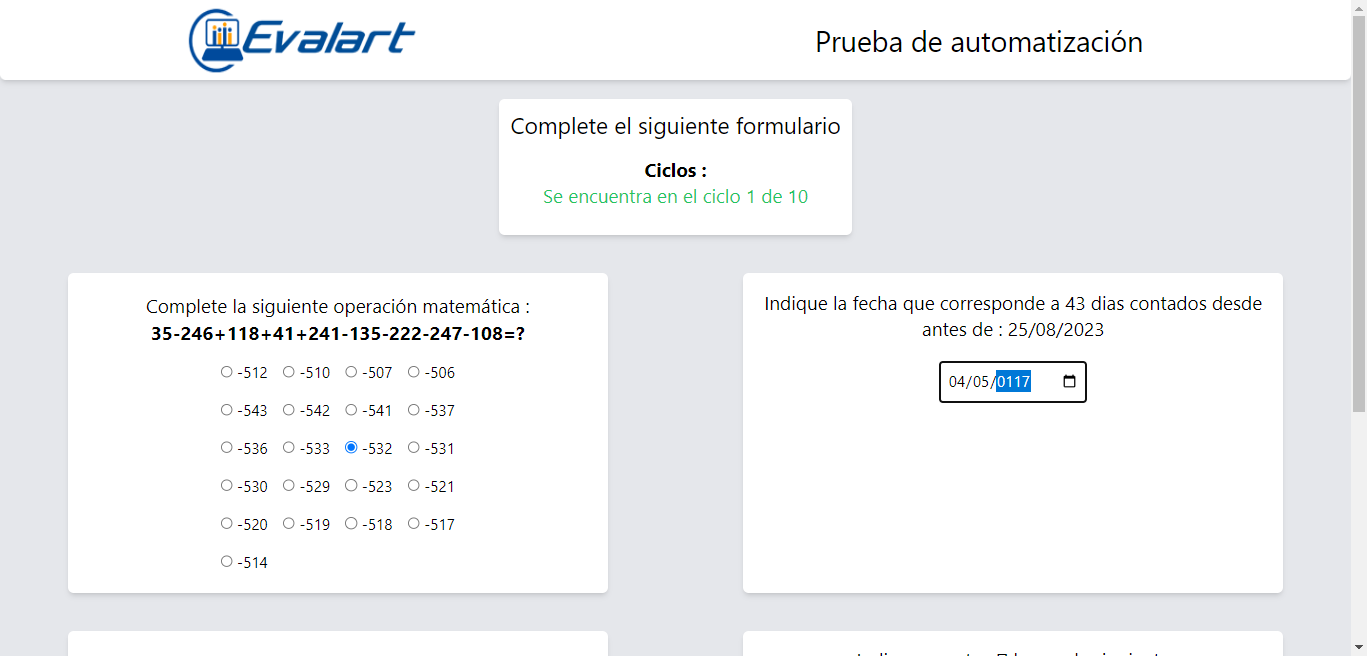 Evalart
Prueba de automatización
Complete el siguiente formulario
Ciclos :
Se encuentra en el ciclo 1 de 10
Complete la siguiente operación matemática :
35-246+118+41+241-135-222-247-108=?
-512 -510 -507 -506
-543 -542 -541 -537
-536 -533 -532 -531
-530 -529 -523 -521
-520 -519 -518 -517
-514
Indique la fecha que corresponde a 43 dias contados desde
antes de : 25/08/2023
04/05/0117